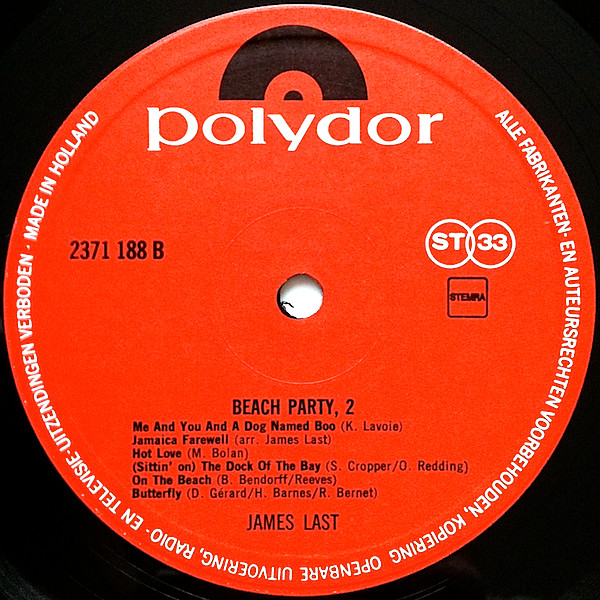 polydor
ALLE FABRIKANTEN- EN AUTEURSRECHTEN VOORBEHOUDEN, KOPIERING OPENBARE UITVOERING, RADIO- EN TELEVISIE-UITZENDINGEN VERBODEN · MADE IN HOLLAND
2371 188 B
ST 33
STEMRA
BEACH PARTY, 2
Me And You And A Dog Named Boo (K. Lavoie)
Jamaica Farewell (arr. James Last)
Hot Love (M. Bolan)
(Sittin' on) The Dock Of The Bay (S. Cropper/O. Redding)
On The Beach (B. Bendorff/Reeves)
Butterfly (D. Gérard/H. Barnes/R. Bernet)
JAMES LAST